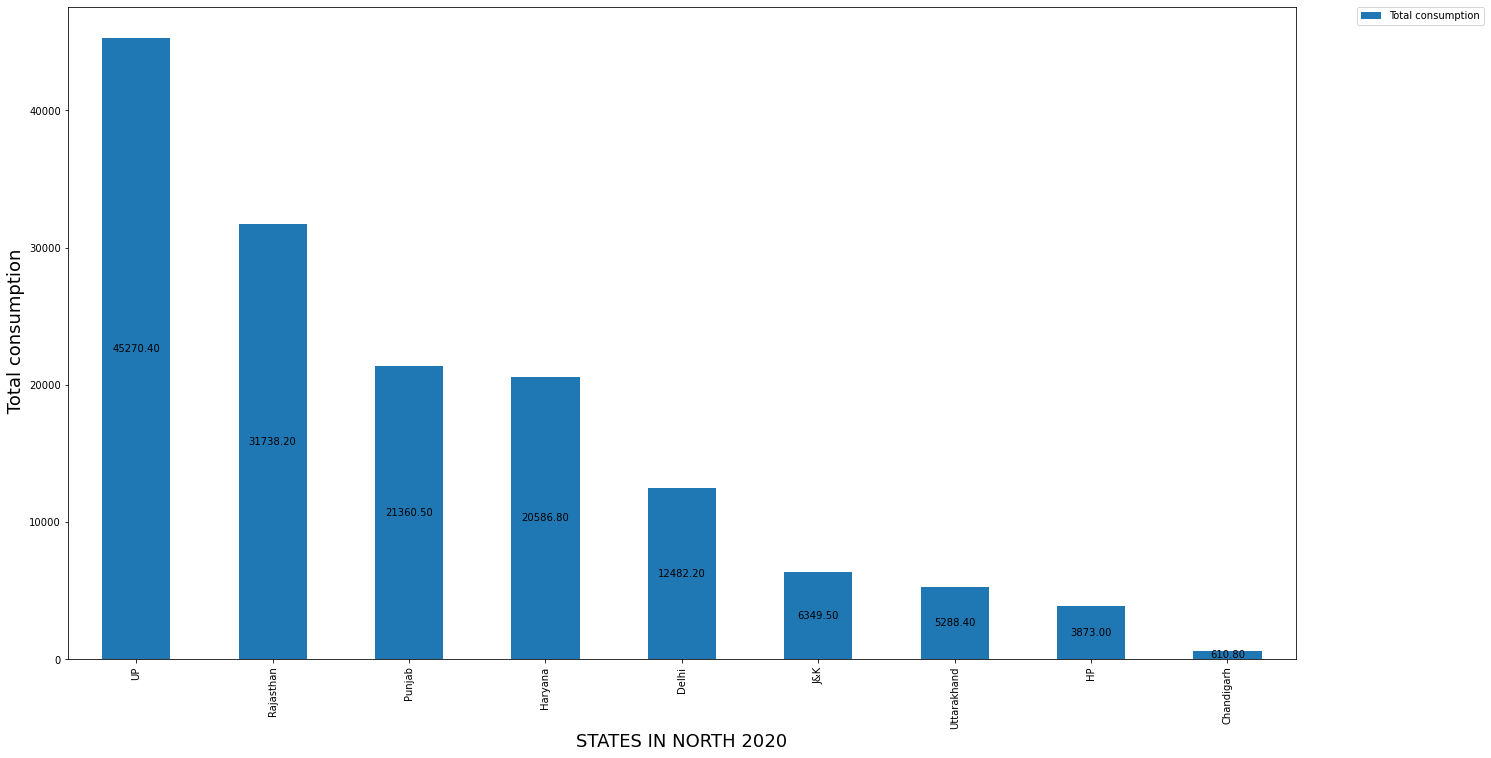 Total consumption
Total consumption
40000
30000
20000
10000
0
45270.40
31738.20
21360.50
20586.80
12482.20
6349.50
5288.40
3873.00
610.80
UP
Rajasthan
Punjab
Haryana
Delhi
J&K
Uttarakhand
HP
Chandigarh
STATES IN NORTH 2020